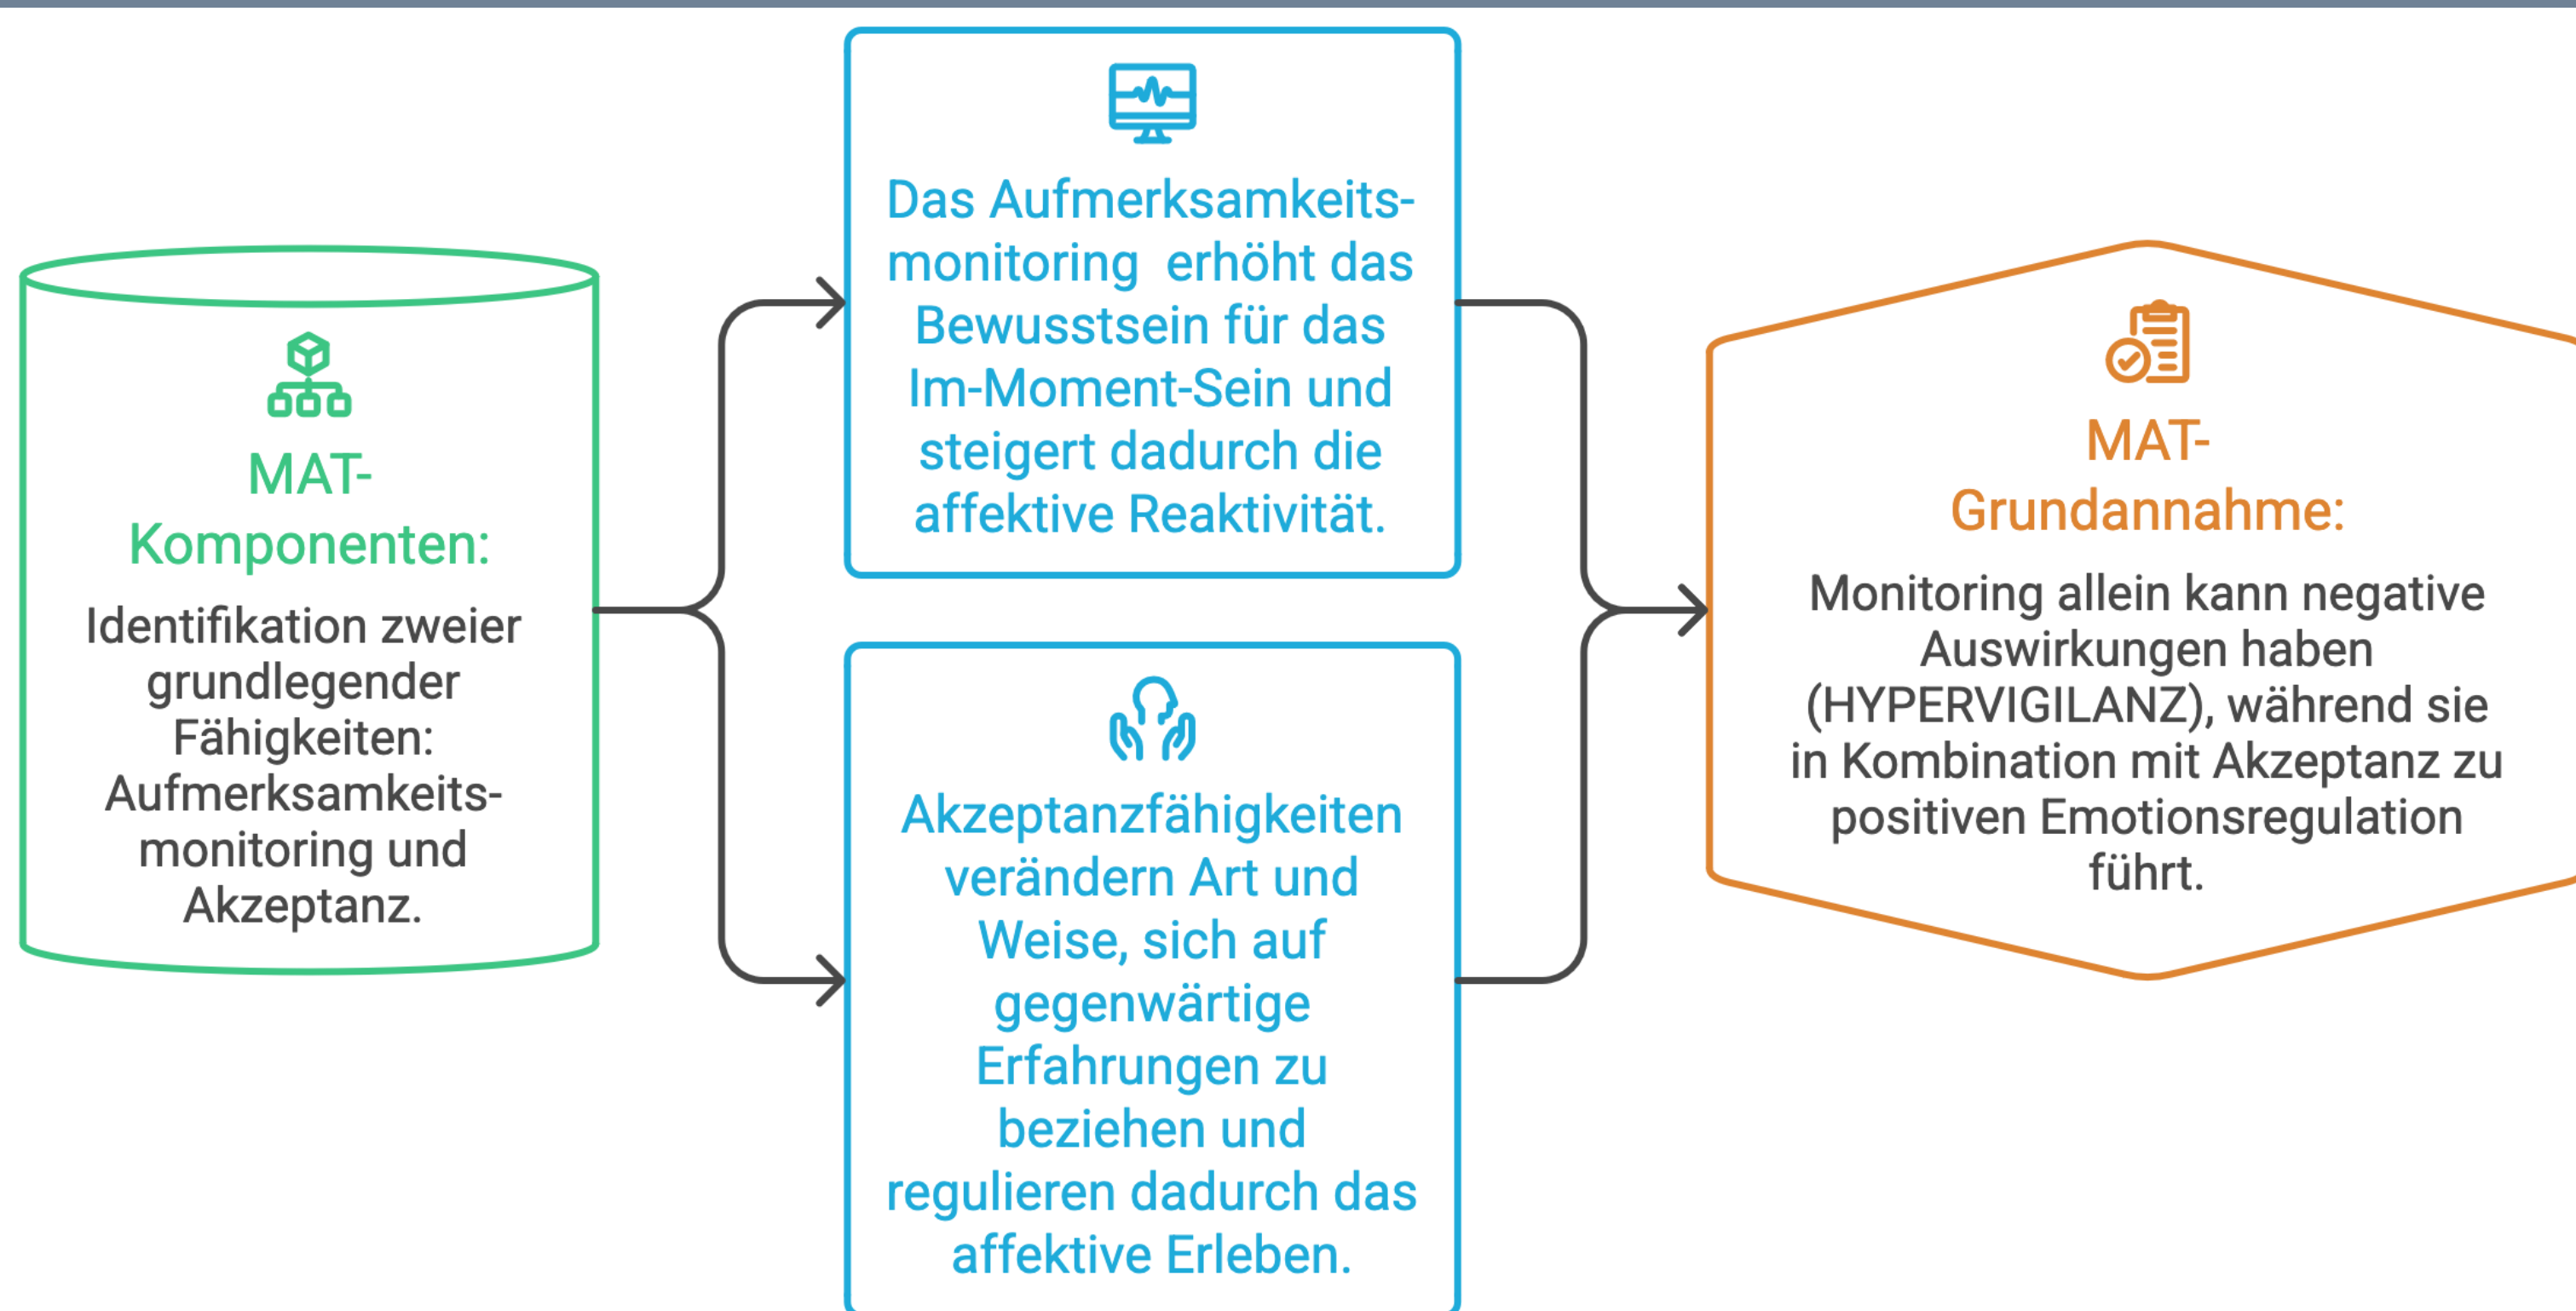 MAT-
Komponenten:
Identifikation zweier
grundlegender
Fähigkeiten:
Aufmerksamkeits-
monitoring und
Akzeptanz.
Das Aufmerksamkeits-
monitoring  erhöht das
Bewusstsein für das
Im-Moment-Sein und
steigert dadurch die
affektive Reaktivität.
Akzeptanzfähigkeiten
verändern Art und
Weise, sich auf
gegenwärtige
Erfahrungen zu
beziehen und
regulieren dadurch das
affektive Erleben.
MAT-
Grundannahme:
Monitoring allein kann negative
Auswirkungen haben
(HYPERVIGILANZ), während sie
in Kombination mit Akzeptanz zu
positiven Emotionsregulation
führt.